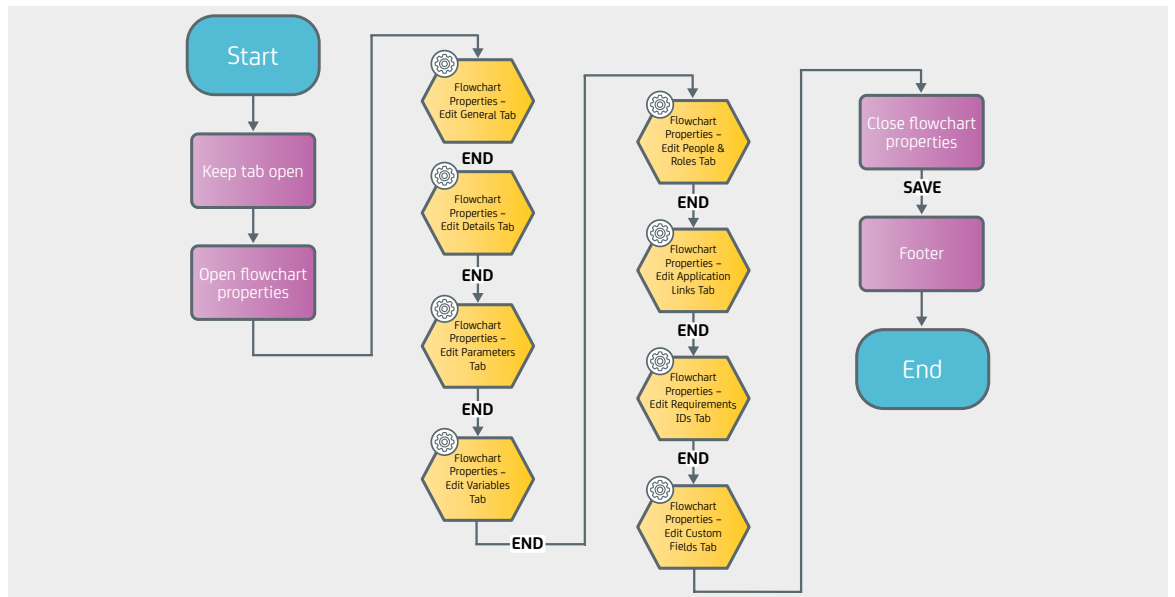 Start
Keep tab open
Open flowchart
properties
Flowchart
Properties –
Edit General Tab
END
Flowchart
Properties –
Edit Details Tab
END
Flowchart
Properties –
Edit Parameters
Tab
END
Flowchart
Properties –
Edit Variables
Tab
END
Flowchart
Properties –
Edit People &
Roles Tab
END
Flowchart
Properties –
Edit Application
Links Tab
END
Flowchart
Properties –
Edit Requirements
IDs Tab
END
Flowchart
Properties –
Edit Custom
Fields Tab
Close flowchart
properties
SAVE
Footer
End